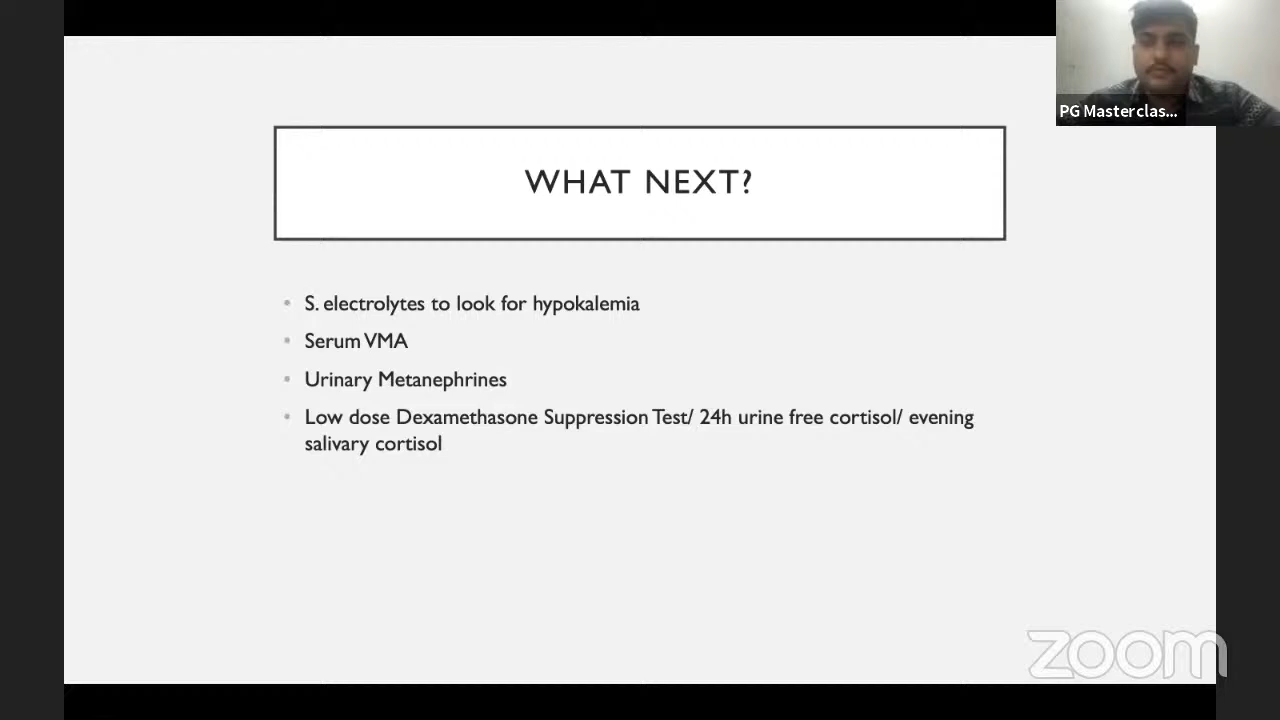 PG Masterclas...
WHAT NEXT?
• S. electrolytes to look for hypokalemia
• Serum VMA
• Urinary Metanephrines
• Low dose Dexamethasone Suppression Test/ 24h urine free cortisol/ evening
salivary cortisol
zoom